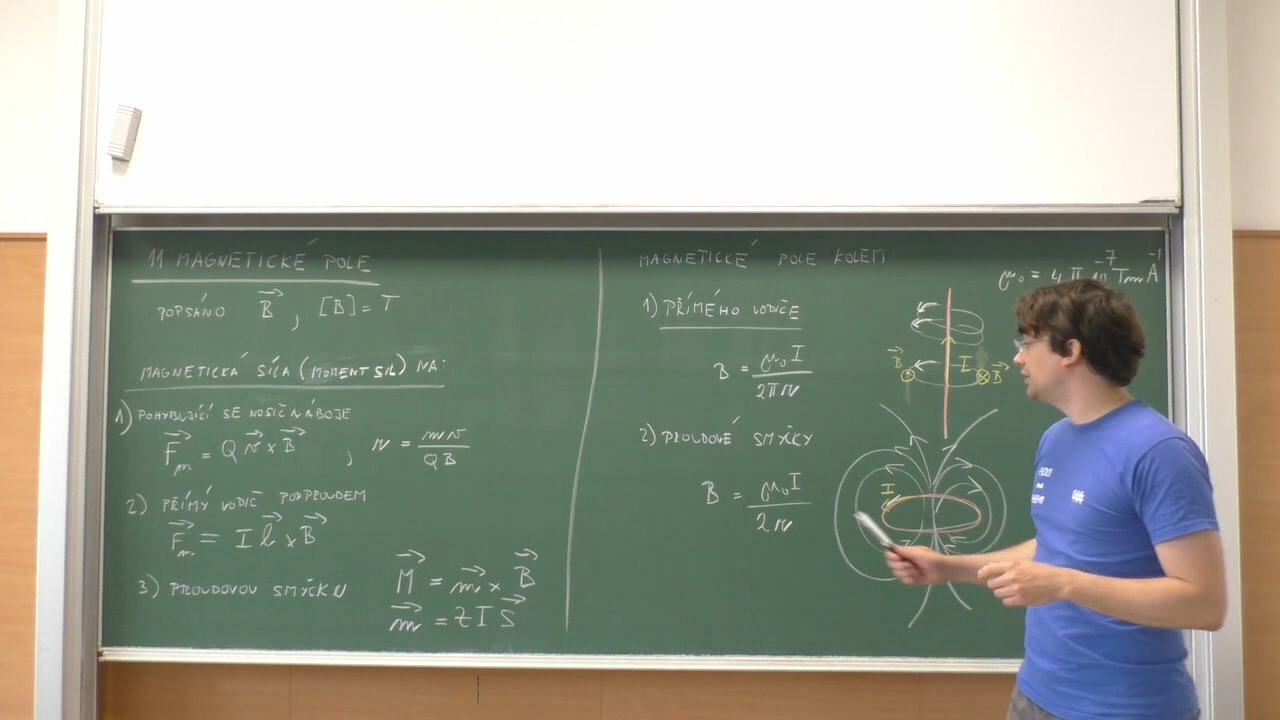 11 MAGNETICKÉ POLE
POPSÁNO B⃗, [B] = T
MAGNETICKÁ SÍLA (MOMENT SIL) NA:
1) POHYBUJÍCÍ SE NOSIČ NÁBOJE
F⃗m = Q v⃗ × B⃗, r = mv / QB
2) PŘÍMÝ VODIČ POD PROUDEM
F⃗m = I l⃗ × B⃗
3) PROUDOVOU SMYČKU
M⃗ = m⃗ × B⃗
m⃗ = z I S⃗
MAGNETICKÉ POLE KOLEM
μ₀ = 4 π 10⁻⁷ T m A⁻¹
1) PŘÍMÉHO VODIČE
B = μ₀ I / 2 π r
B⃗ I B⃗
2) PROUDOVÉ SMYČKY
B = μ₀ I / 2 r
I